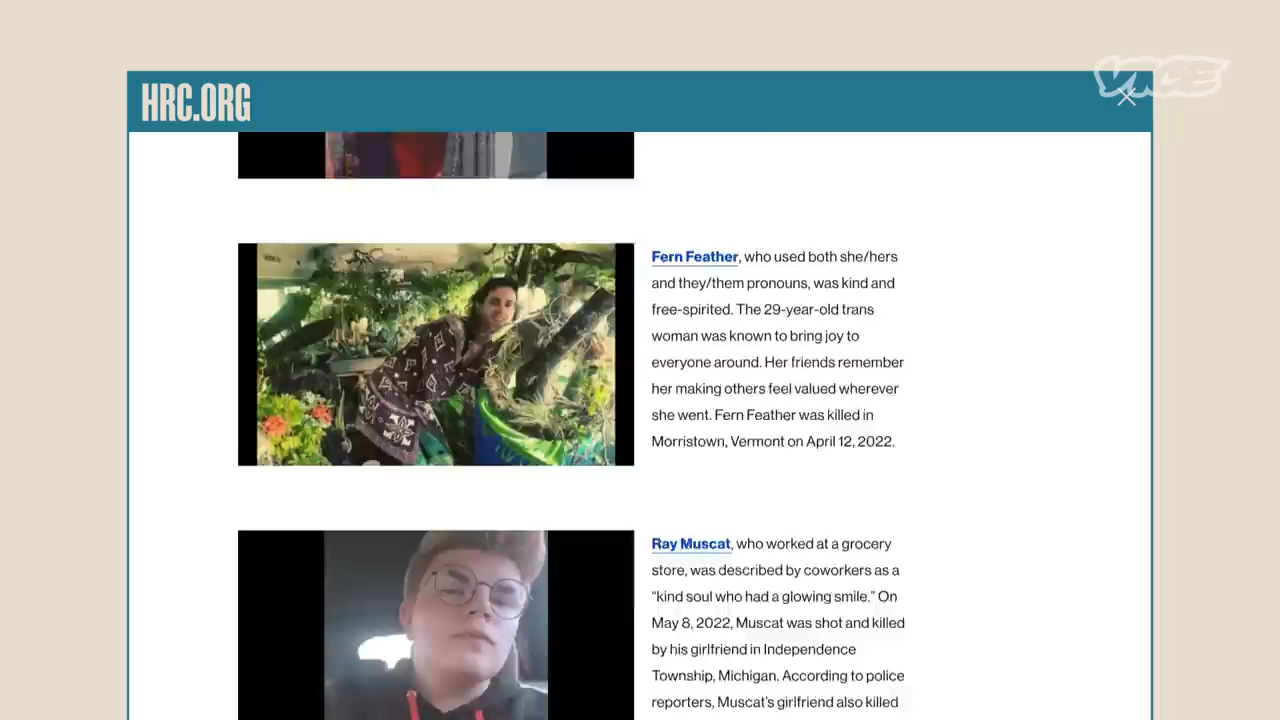 VICE
HRC.ORG
Fern Feather, who used both she/hers
and they/them pronouns, was kind and
free-spirited. The 29-year-old trans
woman was known to bring joy to
everyone around. Her friends remember
her making others feel valued wherever
she went. Fern Feather was killed in
Morristown, Vermont on April 12, 2022.
Ray Muscat, who worked at a grocery
store, was described by coworkers as a
“kind soul who had a glowing smile.” On
May 8, 2022, Muscat was shot and killed
by his girlfriend in Independence
Township, Michigan. According to police
reporters, Muscat’s girlfriend also killed